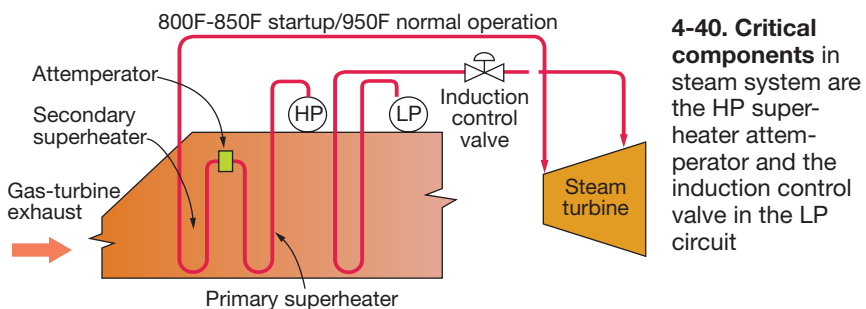 800F-850F startup/950F normal operation
Attemperator
Secondary
superheater
Gas-turbine
exhaust
HP
LP
Induction
control
valve
Steam
turbine
Primary superheater
4-40. Critical
components in
steam system are
the HP super-
heater attem-
perator and the
induction control
valve in the LP
circuit